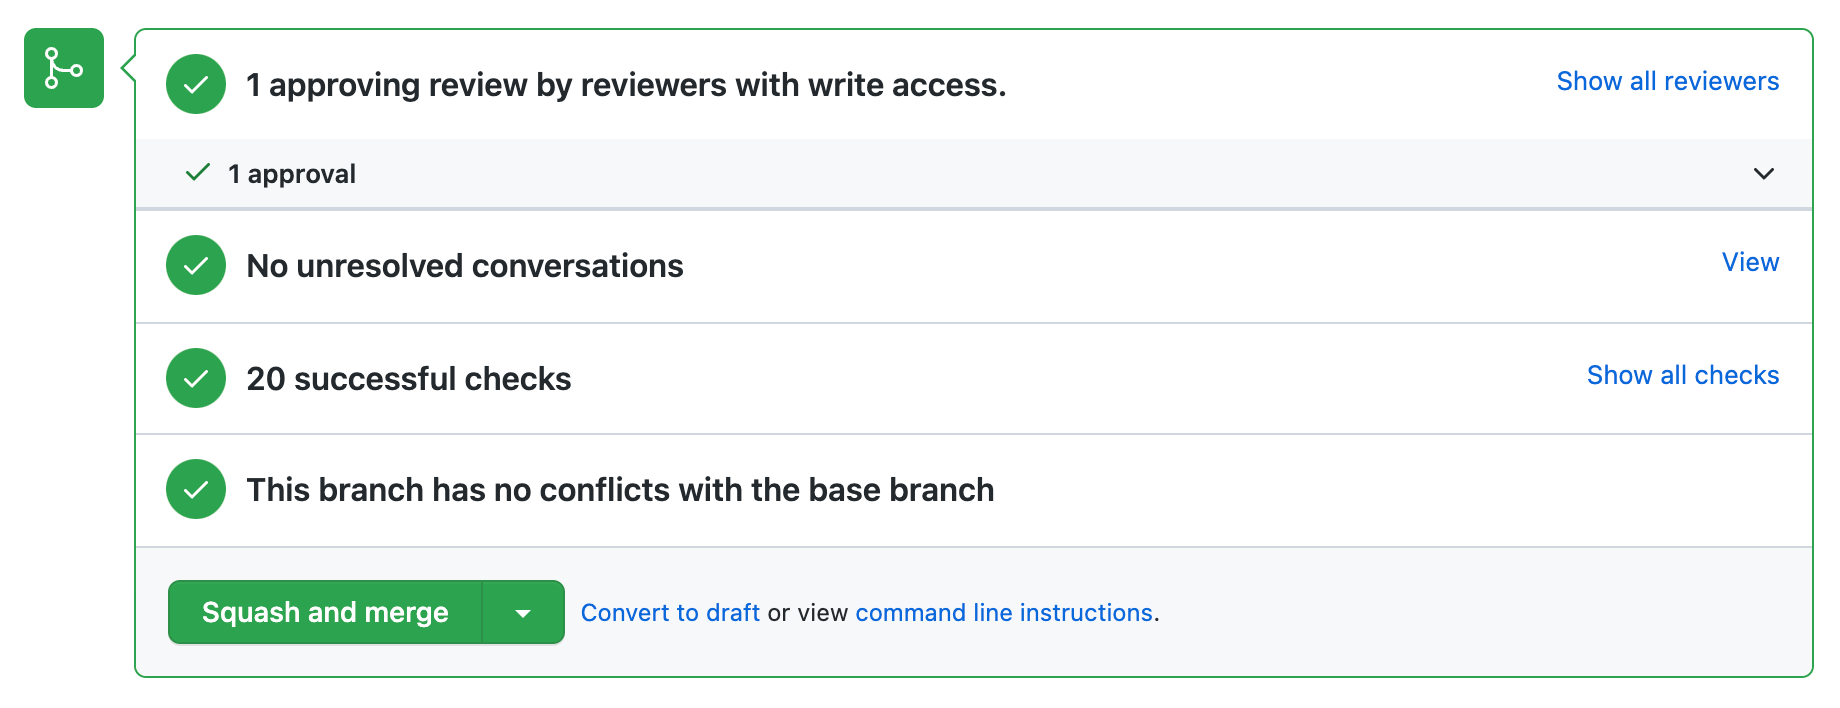 1 approving review by reviewers with write access.
Show all reviewers
1 approval
No unresolved conversations
View
20 successful checks
Show all checks
This branch has no conflicts with the base branch
Squash and merge
Convert to draft or view command line instructions.